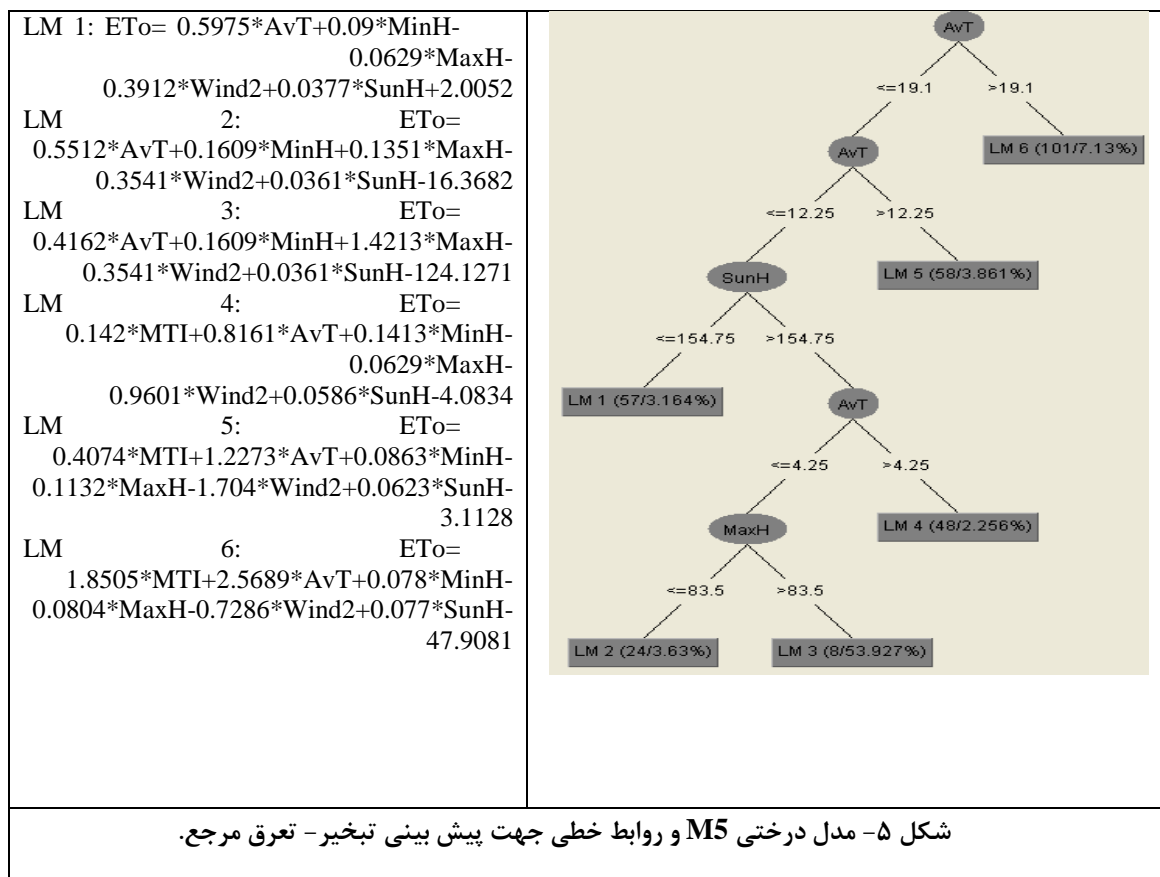 LM 1: ETo= 0.5975*AvT+0.09*MinH-
0.0629*MaxH-
0.3912*Wind2+0.0377*SunH+2.0052
LM 2: ETo=
0.5512*AvT+0.1609*MinH+0.1351*MaxH-
0.3541*Wind2+0.0361*SunH-16.3682
LM 3: ETo=
0.4162*AvT+0.1609*MinH+1.4213*MaxH-
0.3541*Wind2+0.0361*SunH-124.1271
LM 4: ETo=
0.142*MTI+0.8161*AvT+0.1413*MinH-
0.0629*MaxH-
0.9601*Wind2+0.0586*SunH-4.0834
LM 5: ETo=
0.4074*MTI+1.2273*AvT+0.0863*MinH-
0.1132*MaxH-1.704*Wind2+0.0623*SunH-
3.1128
LM 6: ETo=
1.8505*MTI+2.5689*AvT+0.078*MinH-
0.0804*MaxH-0.7286*Wind2+0.077*SunH-
47.9081
AvT
<=19.1 >19.1
AvT LM 6 (101/7.13%)
<=12.25 >12.25
SunH LM 5 (58/3.861%)
<=154.75 >154.75
LM 1 (57/3.164%) AvT
<=4.25 >4.25
MaxH LM 4 (48/2.256%)
<=83.5 >83.5
LM 2 (24/3.63%) LM 3 (8/53.927%)
شکل ۵- مدل درختی M5 و روابط خطی جهت پیش بینی تبخیر- تعرق مرجع.